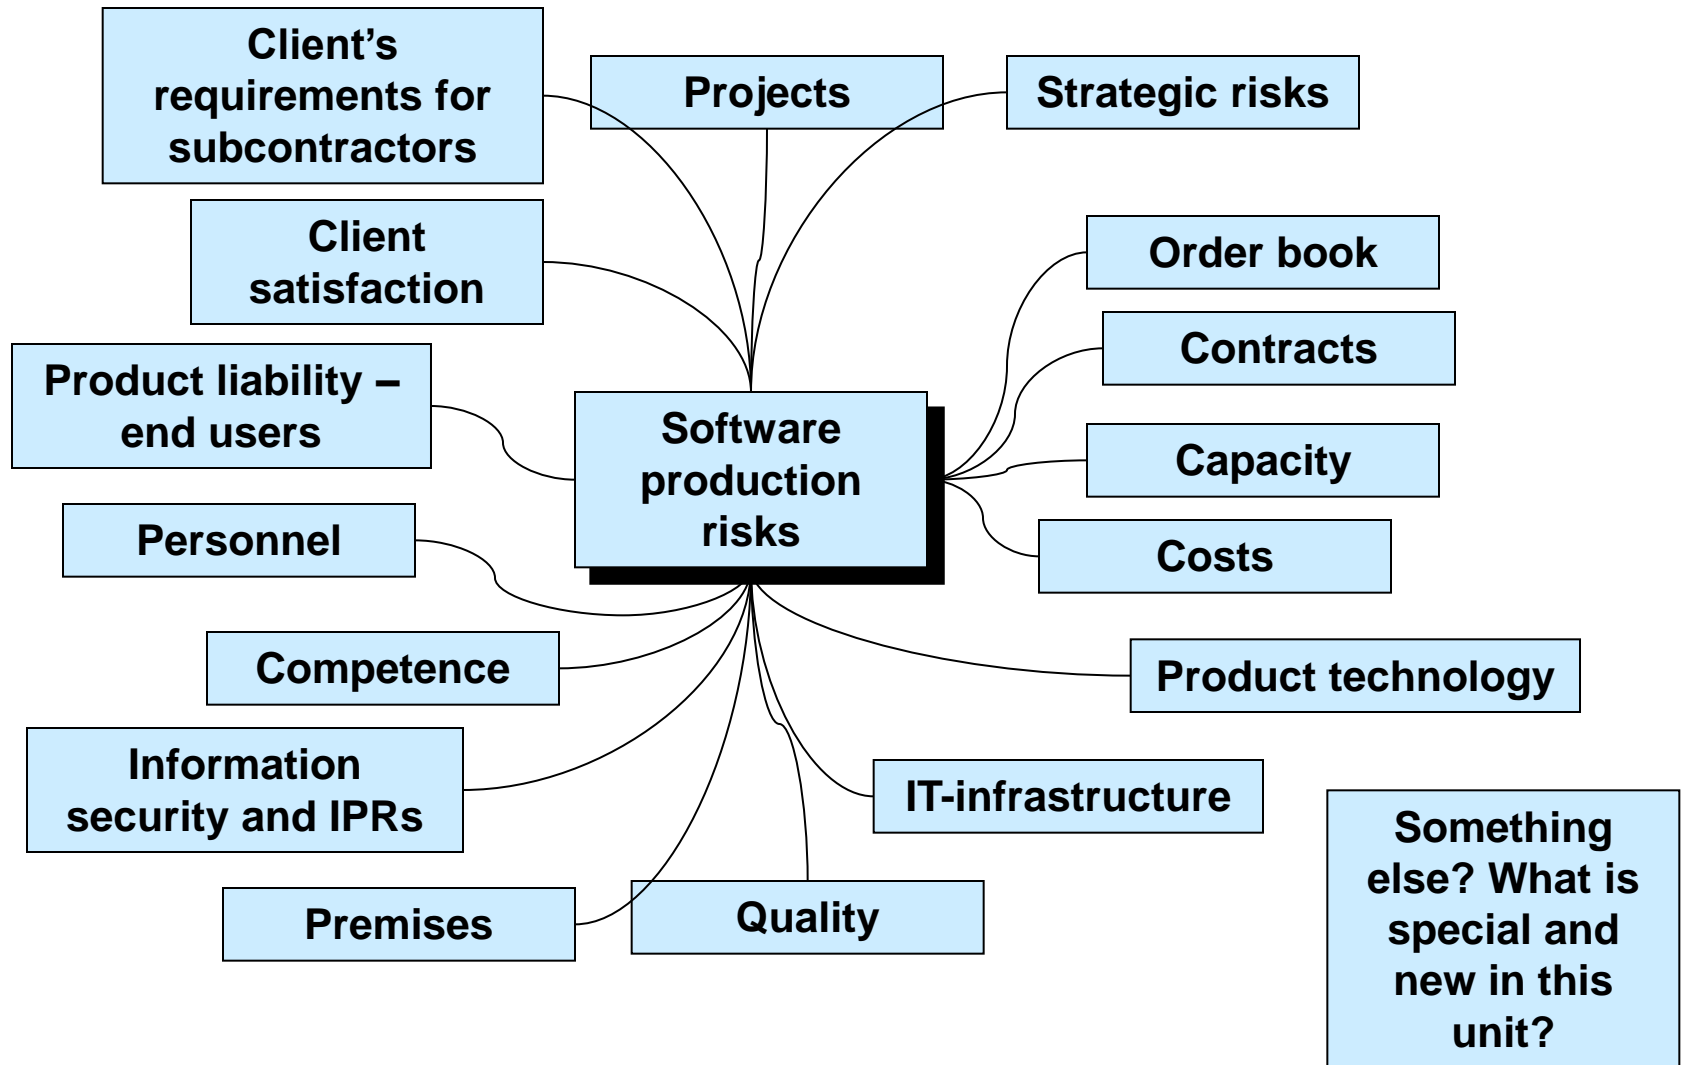 Client’s
requirements for
subcontractors
Projects
Strategic risks
Client
satisfaction
Order book
Contracts
Product liability –
end users
Software
production
risks
Capacity
Personnel
Costs
Competence
Product technology
Information
security and IPRs
IT-infrastructure
Something
else? What is
special and
new in this
unit?
Premises
Quality